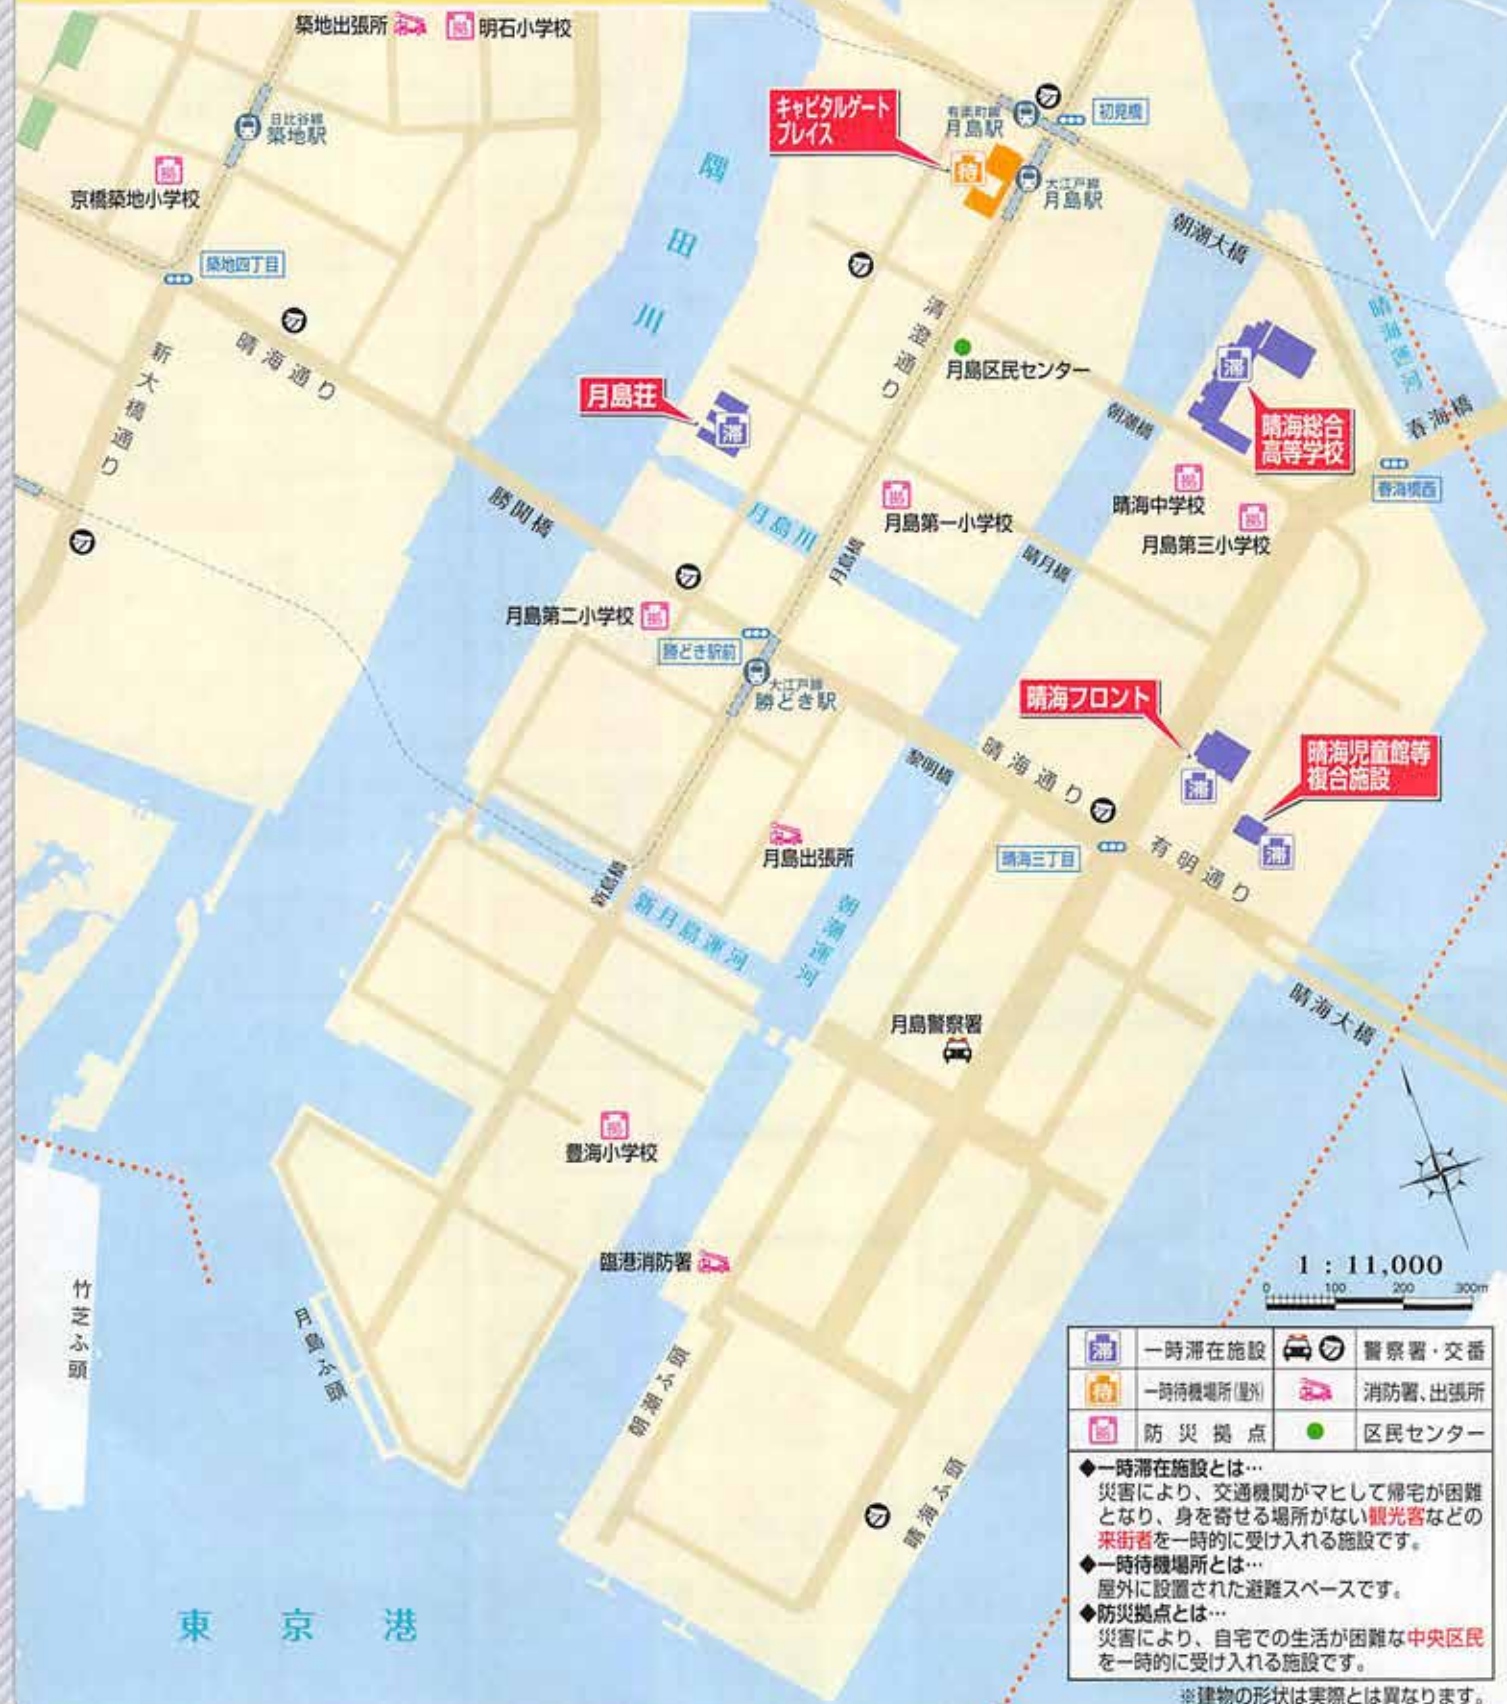 築地出張所
明石小学校
日比谷線
築地駅
京橋築地小学校
築地四丁目
晴海通り
新大橋通り
隅田川
キャピタルゲート
プレイス
有楽町線
月島駅
初見橋
大江戸線
月島駅
朝潮大橋
清澄通り
月島区民センター
月島荘
朝潮橋
晴海総合
高等学校
春海橋
春海橋西
晴海中学校
月島第三小学校
月島第一小学校
月島川
月島橋
晴月橋
勝鬨橋
月島第二小学校
勝どき駅前
大江戸線
勝どき駅
晴海フロント
晴海児童館等
複合施設
黎明橋
晴海通り
有明通り
晴海三丁目
月島出張所
新島橋
新月島運河
朝潮運河
晴海大橋
月島警察署
豊海小学校
臨港消防署
竹芝ふ頭
月島ふ頭
朝潮ふ頭
晴海ふ頭
東京港
1:11,000
0 100 200 300m
滞 一時滞在施設 警察署・交番
待 一時待機場所(屋外) 消防署、出張所
拠 防災拠点 区民センター
◆一時滞在施設とは…
災害により、交通機関がマヒして帰宅が困難
となり、身を寄せる場所がない観光客などの
来街者を一時的に受け入れる施設です。
◆一時待機場所とは…
屋外に設置された避難スペースです。
◆防災拠点とは…
災害により、自宅での生活が困難な中央区民
を一時的に受け入れる施設です。
※建物の形状は実際とは異なります。